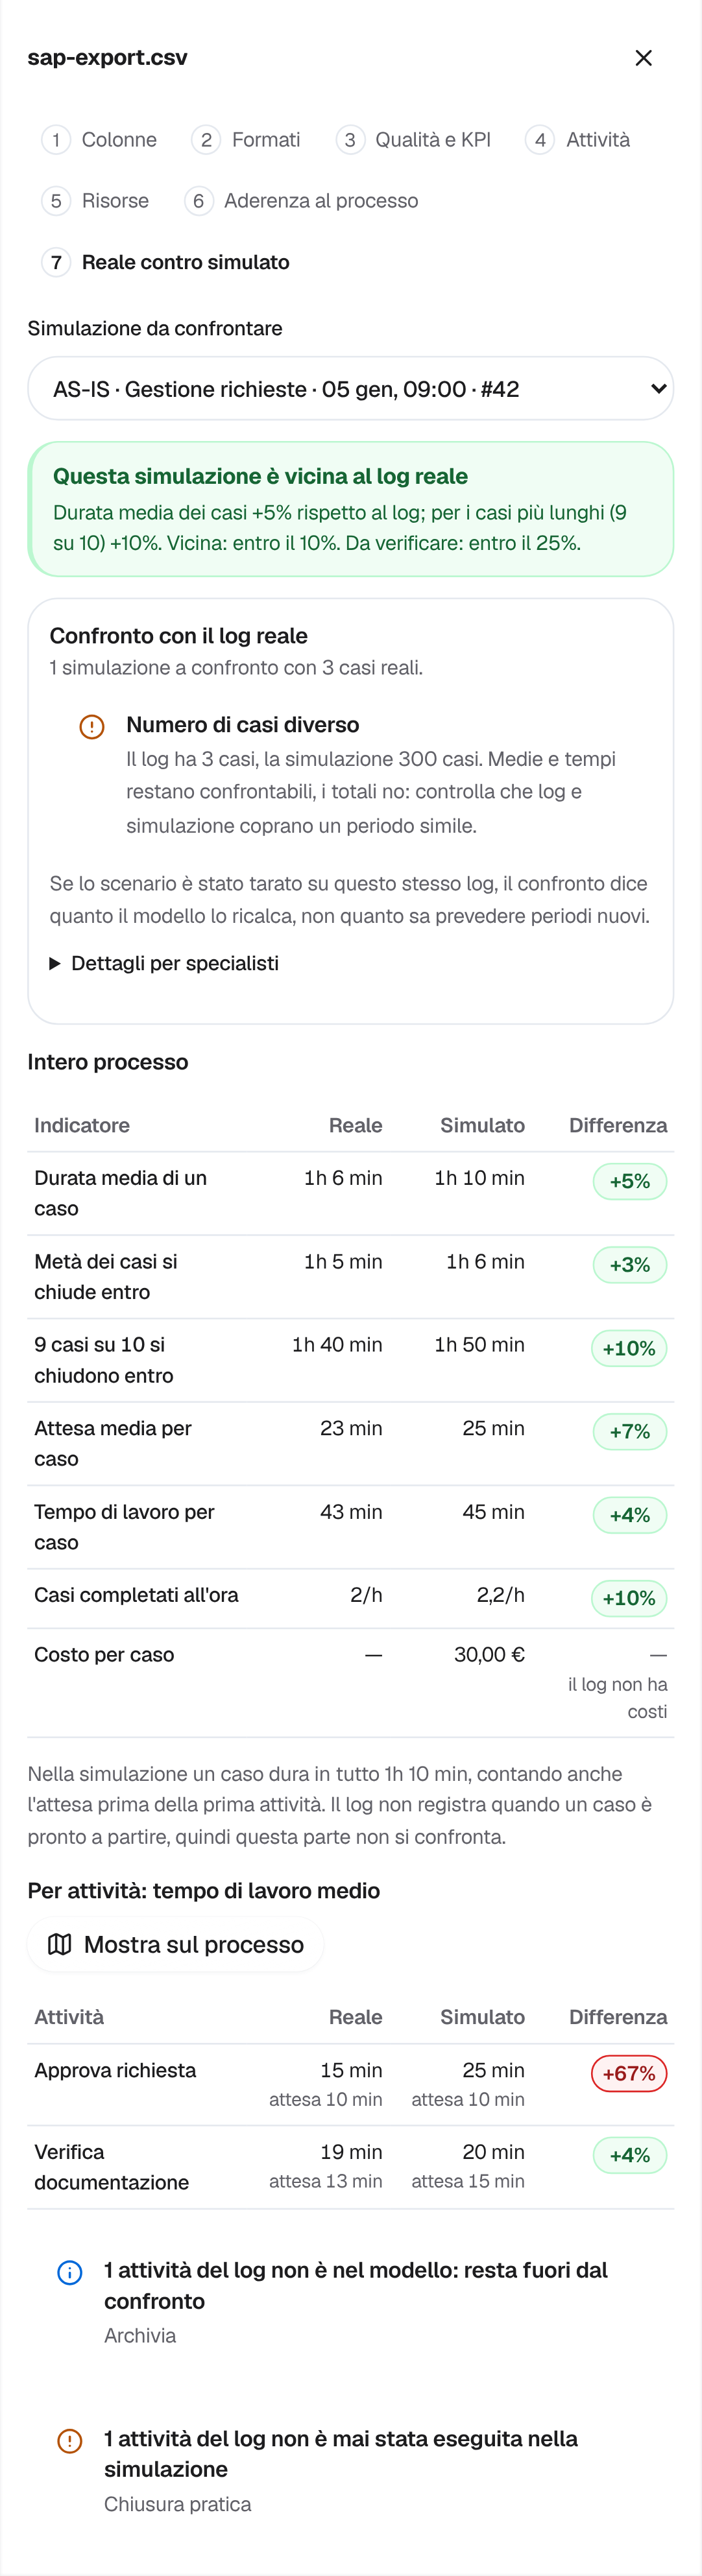 sap-export.csv
1 Colonne 2 Formati 3 Qualità e KPI 4 Attività
5 Risorse 6 Aderenza al processo
7 Reale contro simulato
Simulazione da confrontare
AS-IS · Gestione richieste · 05 gen, 09:00 · #42
Questa simulazione è vicina al log reale
Durata media dei casi +5% rispetto al log; per i casi più lunghi (9
su 10) +10%. Vicina: entro il 10%. Da verificare: entro il 25%.
Confronto con il log reale
1 simulazione a confronto con 3 casi reali.
Numero di casi diverso
Il log ha 3 casi, la simulazione 300 casi. Medie e tempi
restano confrontabili, i totali no: controlla che log e
simulazione coprano un periodo simile.
Se lo scenario è stato tarato su questo stesso log, il confronto dice
quanto il modello lo ricalca, non quanto sa prevedere periodi nuovi.
Dettagli per specialisti
Intero processo
Indicatore Reale Simulato Differenza
Durata media di un 1h 6 min 1h 10 min +5%
caso
Metà dei casi si 1h 5 min 1h 6 min +3%
chiude entro
9 casi su 10 si 1h 40 min 1h 50 min +10%
chiudono entro
Attesa media per 23 min 25 min +7%
caso
Tempo di lavoro per 43 min 45 min +4%
caso
Casi completati all'ora 2/h 2,2/h +10%
Costo per caso — 30,00 € —
il log non ha
costi
Nella simulazione un caso dura in tutto 1h 10 min, contando anche
l'attesa prima della prima attività. Il log non registra quando un caso è
pronto a partire, quindi questa parte non si confronta.
Per attività: tempo di lavoro medio
Mostra sul processo
Attività Reale Simulato Differenza
Approva richiesta 15 min 25 min +67%
attesa 10 min attesa 10 min
Verifica 19 min 20 min +4%
documentazione attesa 13 min attesa 15 min
1 attività del log non è nel modello: resta fuori dal
confronto
Archivia
1 attività del log non è mai stata eseguita nella
simulazione
Chiusura pratica